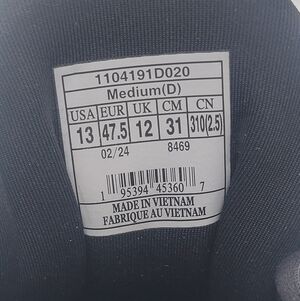 1104191D020
Medium(D)
USA EUR UK CM CN
13 47.5 12 31 310(2.5)
02/24 8469
1 95394 45360 7
MADE IN VIETNAM
FABRIQUE AU VIETNAM